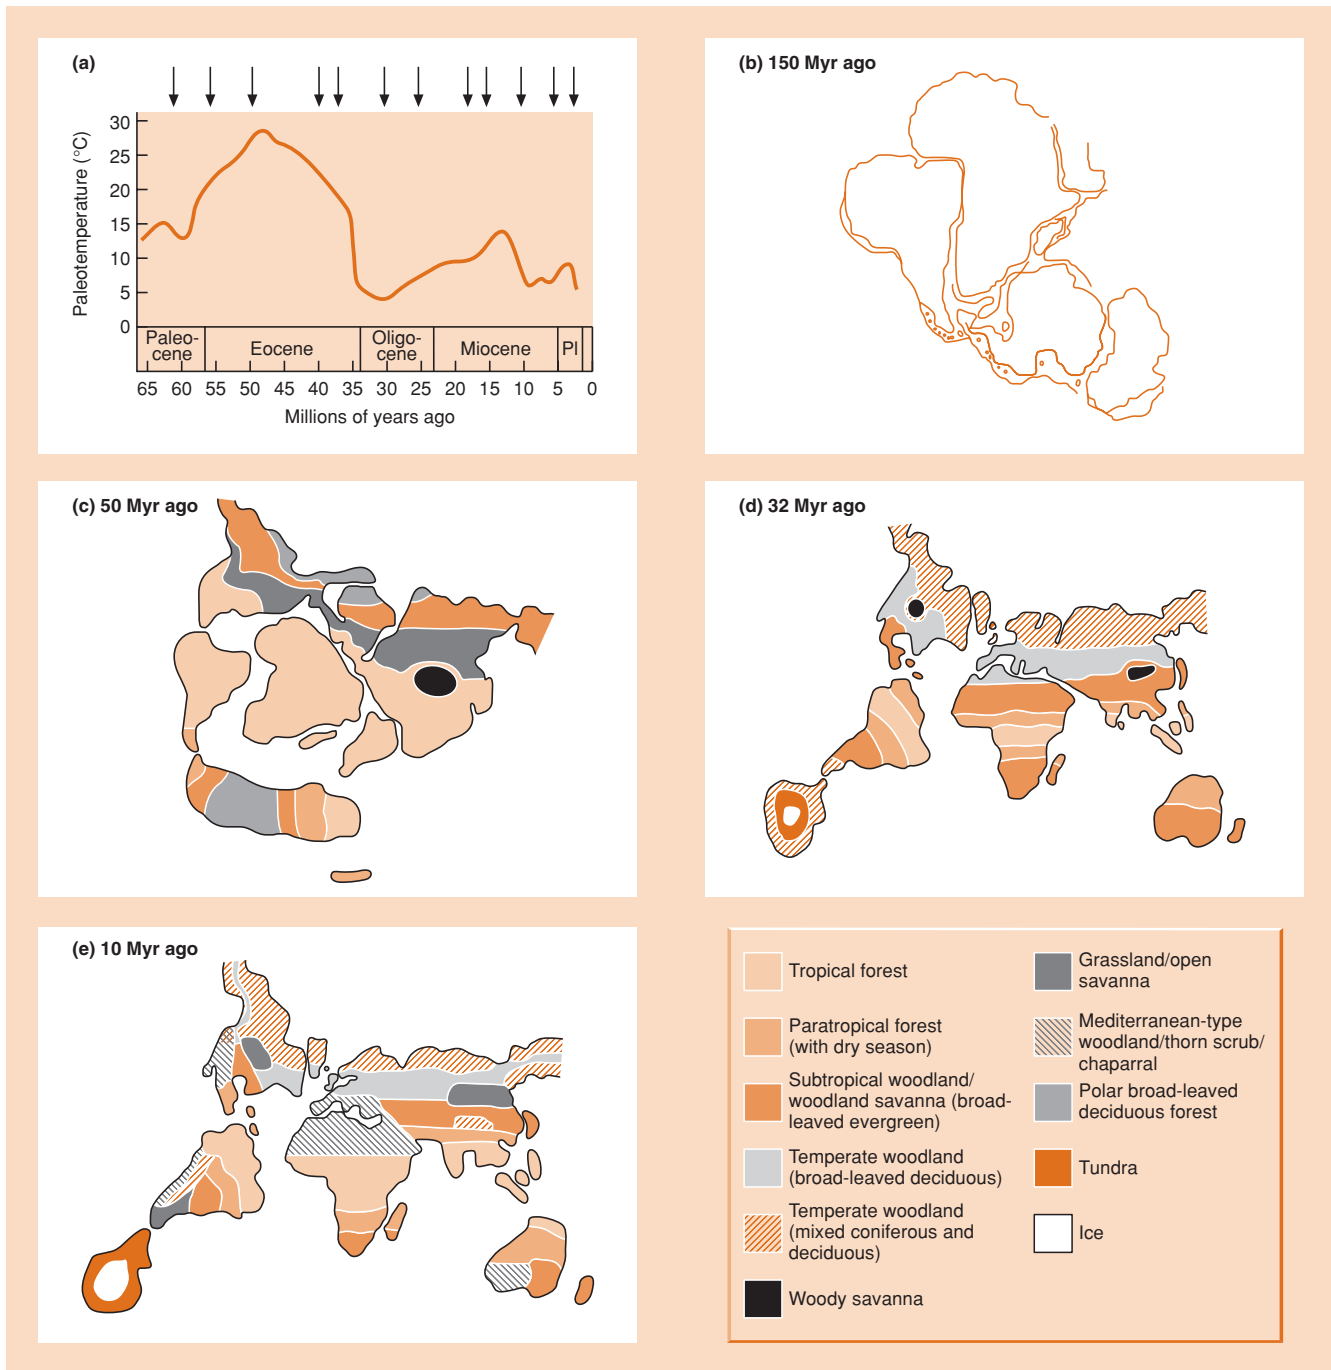 (a)
Paleotemperature (°C)
30
25
20
15
10
5
0
Paleo-
cene
Eocene
Oligo-
cene
Miocene
Pl
65 60 55 50 45 40 35 30 25 20 15 10 5 0
Millions of years ago
(b) 150 Myr ago
(c) 50 Myr ago
(d) 32 Myr ago
(e) 10 Myr ago
Tropical forest
Paratropical forest
(with dry season)
Subtropical woodland/
woodland savanna (broad-
leaved evergreen)
Temperate woodland
(broad-leaved deciduous)
Temperate woodland
(mixed coniferous and
deciduous)
Woody savanna
Grassland/open
savanna
Mediterranean-type
woodland/thorn scrub/
chaparral
Polar broad-leaved
deciduous forest
Tundra
Ice